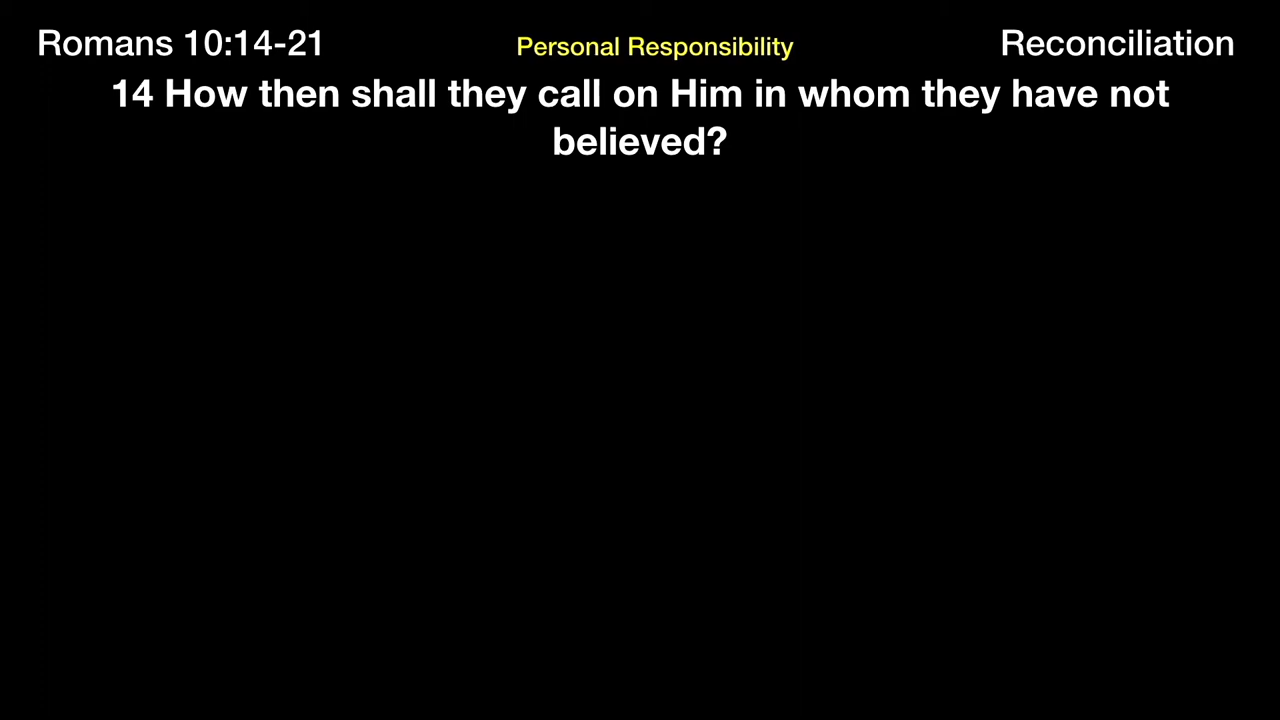 Romans 10:14-21
Personal Responsibility
Reconciliation
14 How then shall they call on Him in whom they have not
believed?